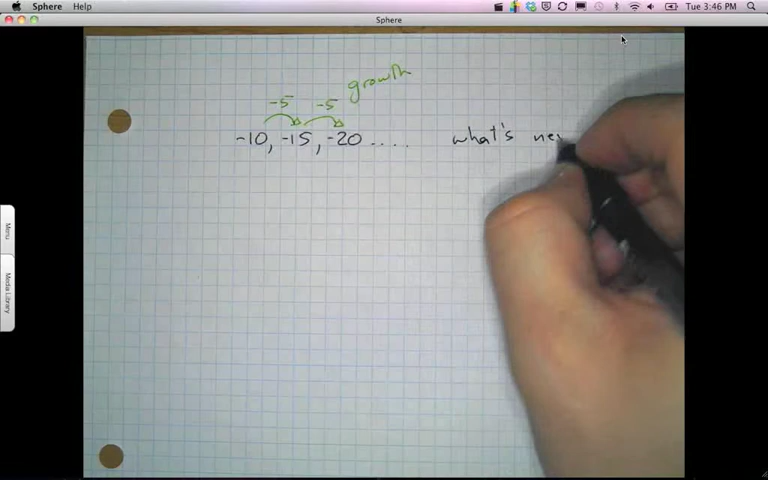 Sphere Help Tue 3:46 PM
Sphere
growth
-5 -5
-10, -15, -20.... what's
Menu
Media Library